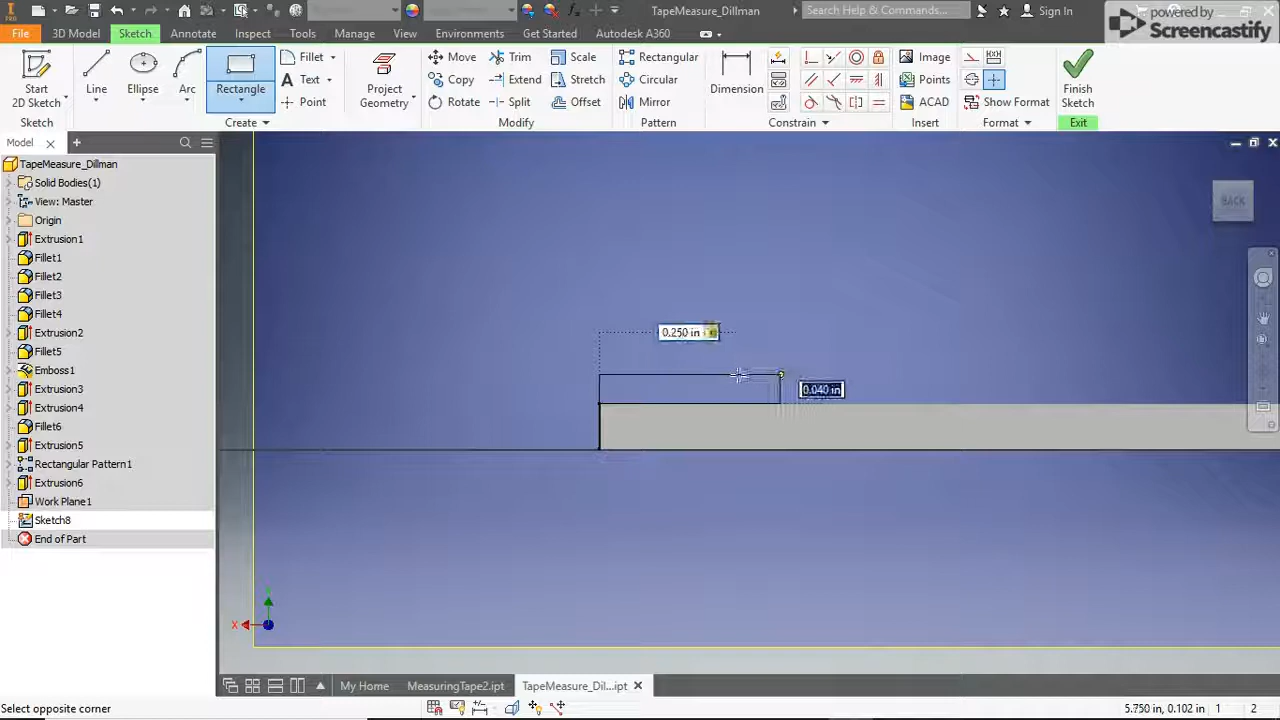 TapeMeasure_Dillman
Search Help & Commands...
Sign In
powered by
Screencastify
PRO
File
3D Model
Sketch
Annotate
Inspect
Tools
Manage
View
Environments
Get Started
Autodesk A360
Start
2D Sketch
Line
Ellipse
Arc
Rectangle
Fillet
Text
Point
Project
Geometry
Move
Copy
Rotate
Trim
Extend
Split
Scale
Stretch
Offset
Rectangular
Circular
Mirror
Dimension
Image
Points
ACAD
Show Format
Finish
Sketch
Sketch
Create
Modify
Pattern
Constrain
Insert
Format
Exit
Model
TapeMeasure_Dillman
Solid Bodies(1)
View: Master
Origin
Extrusion1
Fillet1
Fillet2
Fillet3
Fillet4
Extrusion2
Fillet5
Emboss1
Extrusion3
Extrusion4
Fillet6
Extrusion5
Rectangular Pattern1
Extrusion6
Work Plane1
Sketch8
End of Part
BACK
0.250 in
0.040 in
X
My Home
MeasuringTape2.ipt
TapeMeasure_Dil...ipt
Select opposite corner
5.750 in, 0.102 in
1
2